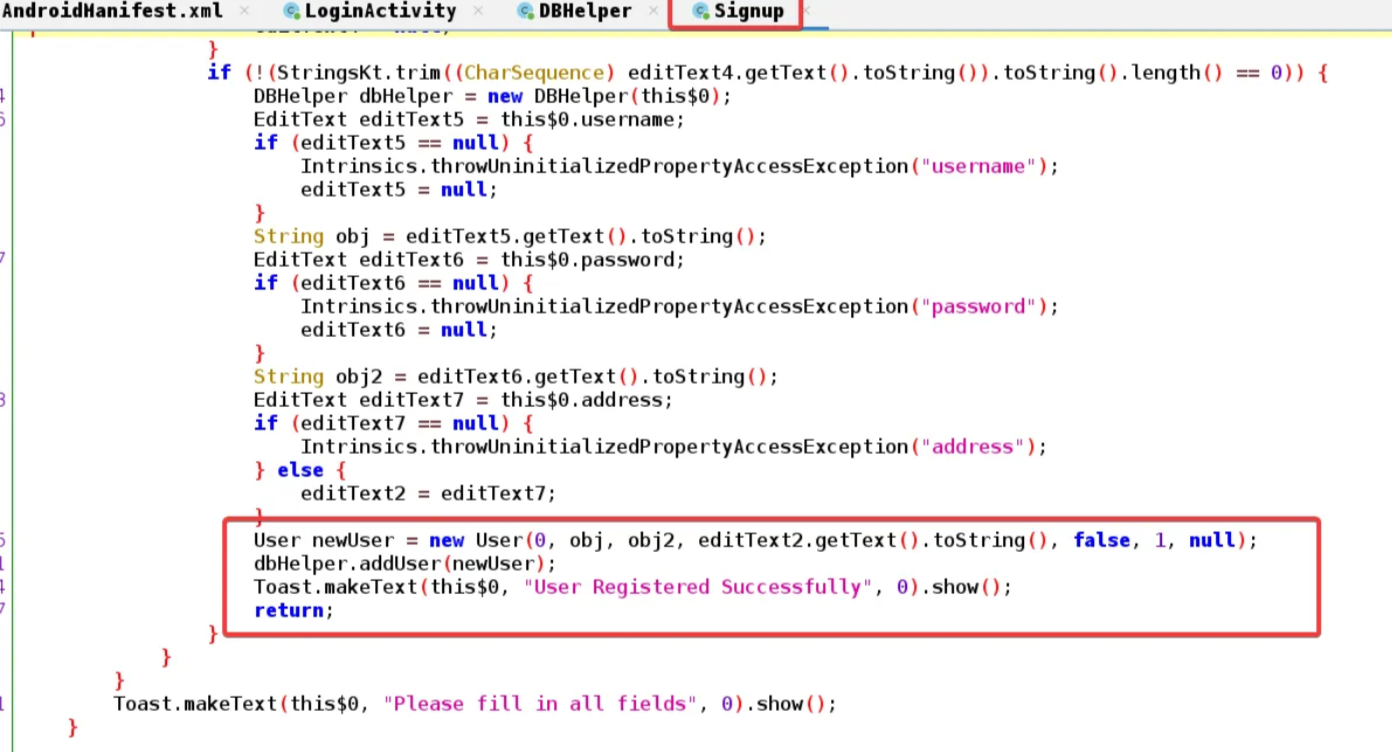 AndroidManifest.xml × LoginActivity × DBHelper × Signup ×
}
if (!(StringsKt.trim((CharSequence) editText4.getText().toString()).toString().length() == 0)) {
DBHelper dbHelper = new DBHelper(this$0);
EditText editText5 = this$0.username;
if (editText5 == null) {
Intrinsics.throwUninitializedPropertyAccessException("username");
editText5 = null;
}
String obj = editText5.getText().toString();
EditText editText6 = this$0.password;
if (editText6 == null) {
Intrinsics.throwUninitializedPropertyAccessException("password");
editText6 = null;
}
String obj2 = editText6.getText().toString();
EditText editText7 = this$0.address;
if (editText7 == null) {
Intrinsics.throwUninitializedPropertyAccessException("address");
} else {
editText2 = editText7;
}
User newUser = new User(0, obj, obj2, editText2.getText().toString(), false, 1, null);
dbHelper.addUser(newUser);
Toast.makeText(this$0, "User Registered Successfully", 0).show();
return;
}
}
}
Toast.makeText(this$0, "Please fill in all fields", 0).show();
}